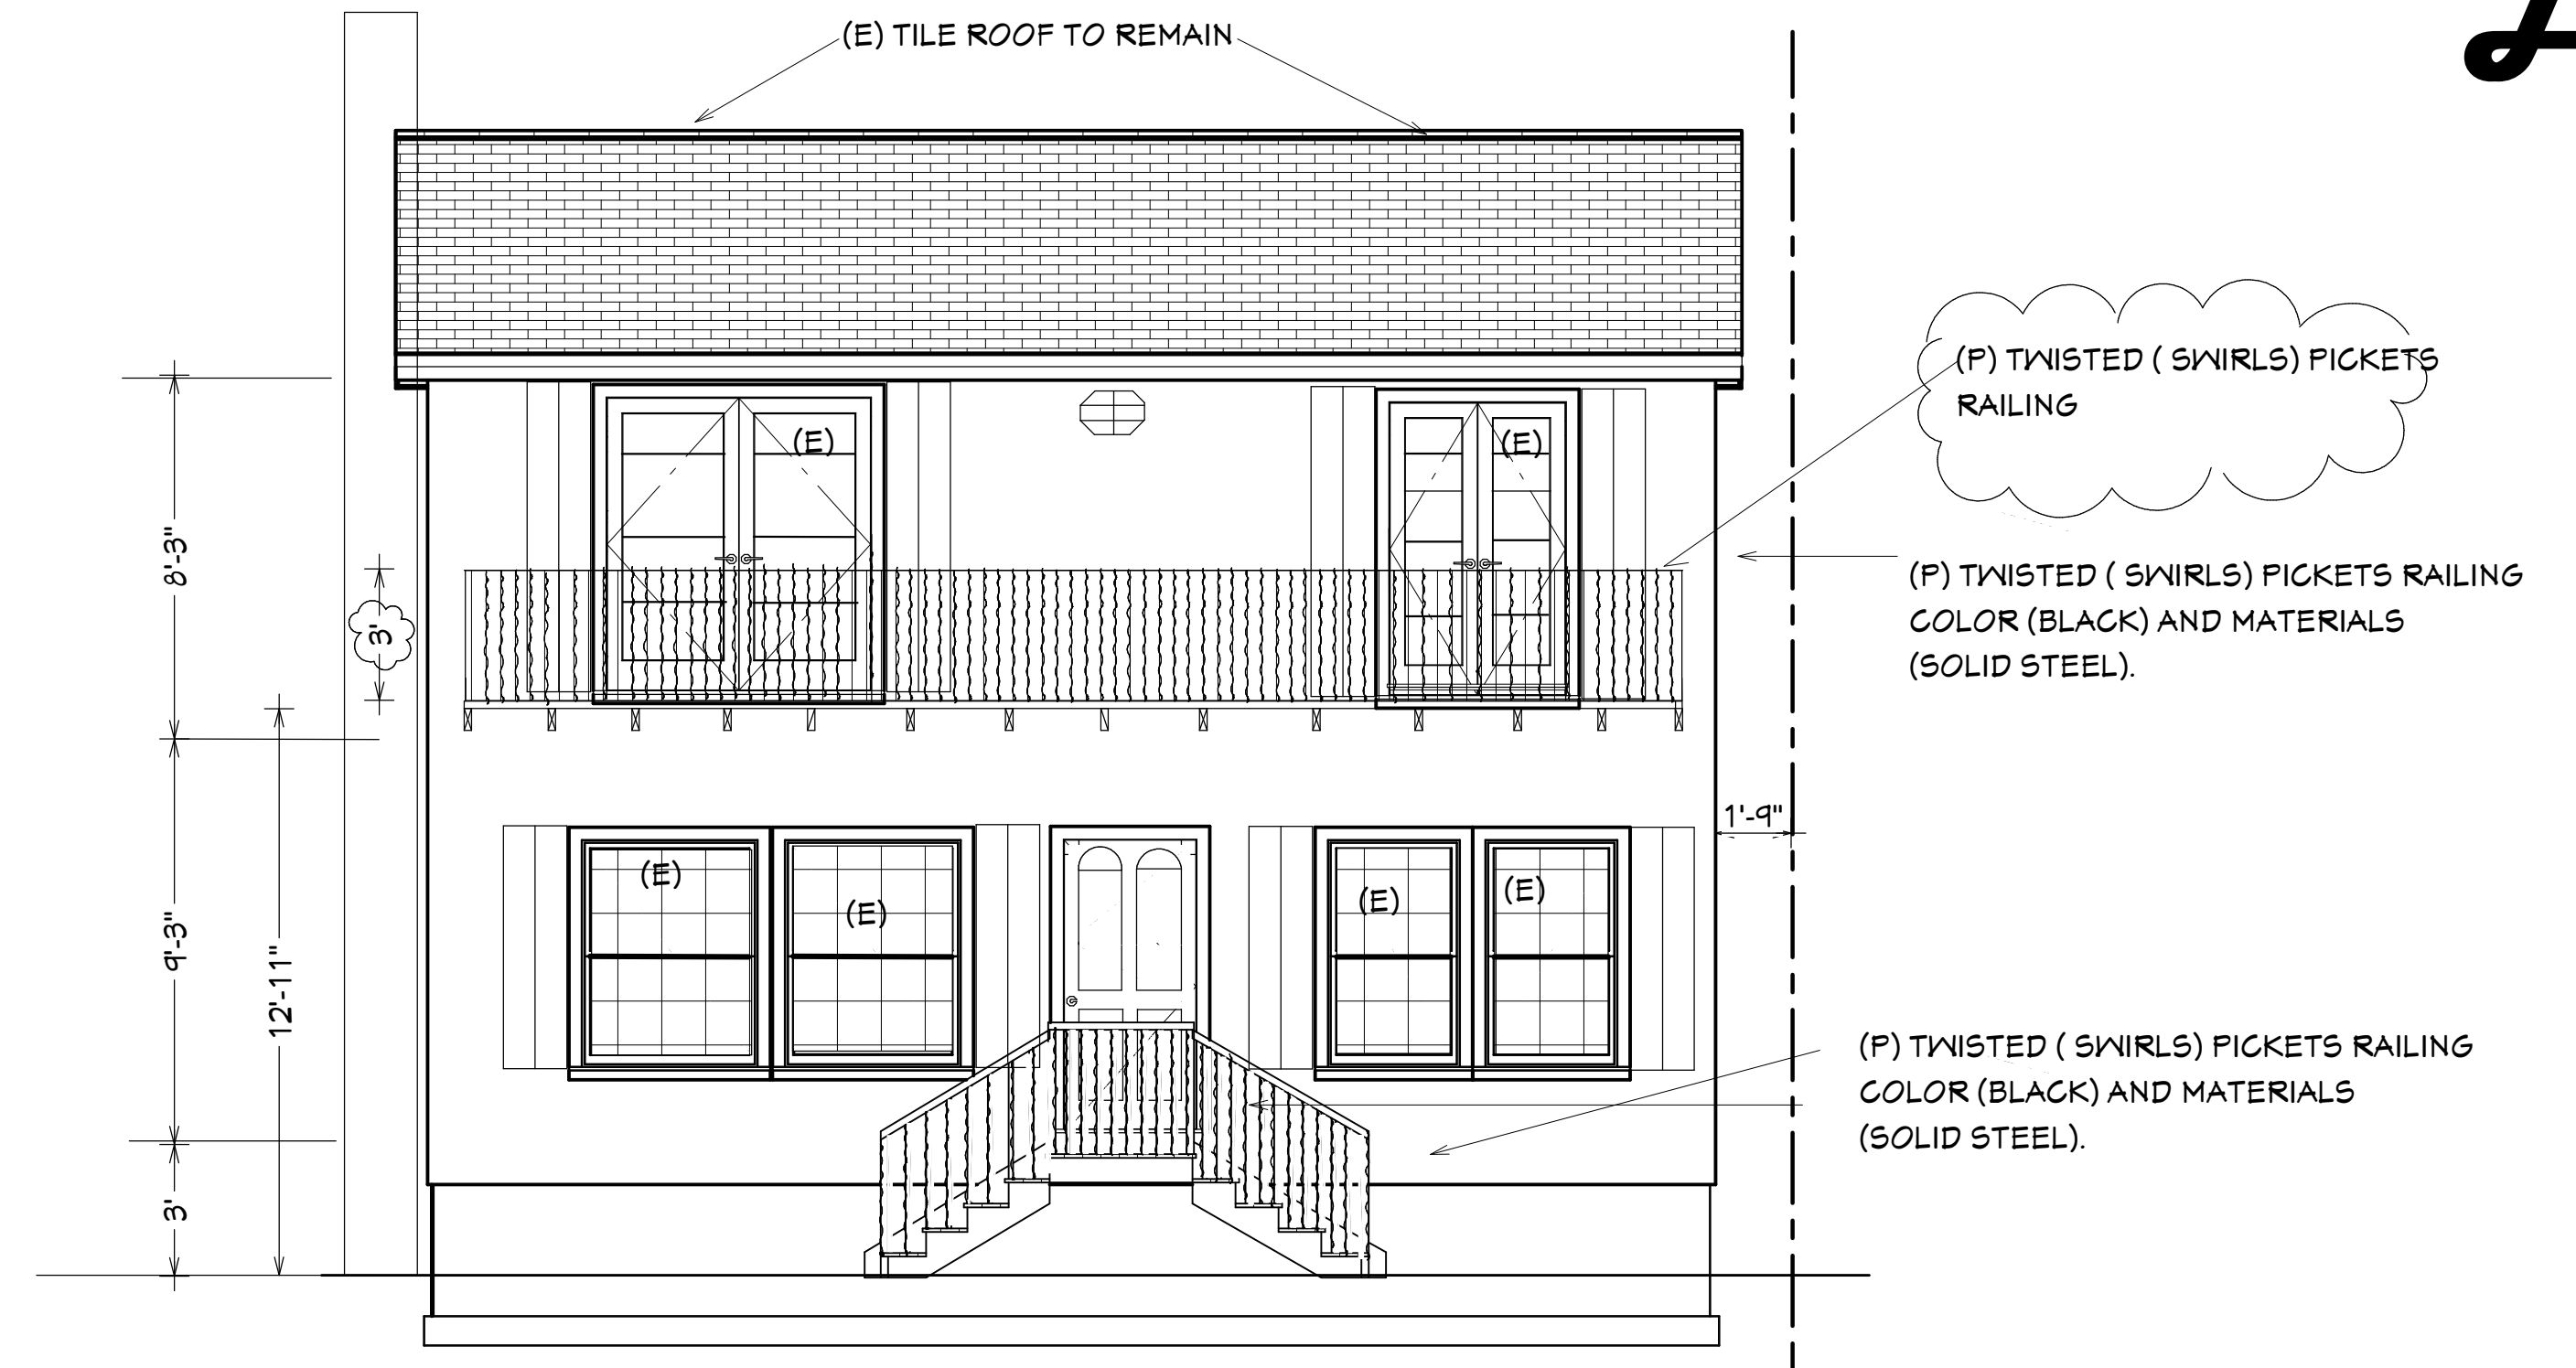 (E) TILE ROOF TO REMAIN
(P) TWISTED ( SWIRLS) PICKETS
RAILING
(E)
(E)
8'-3"
3'
(P) TWISTED ( SWIRLS) PICKETS RAILING
COLOR (BLACK) AND MATERIALS
(SOLID STEEL).
1'-9"
(E)
(E)
(E)
(E)
9'-3"
12'-11"
(P) TWISTED ( SWIRLS) PICKETS RAILING
COLOR (BLACK) AND MATERIALS
(SOLID STEEL).
3'